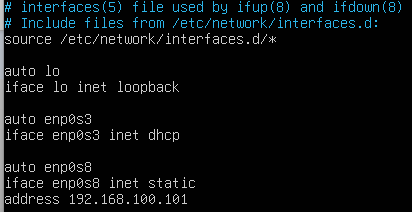 # interfaces(5) file used by ifup(8) and ifdown(8)
# Include files from /etc/network/interfaces.d:
source /etc/network/interfaces.d/*
auto lo
iface lo inet loopback
auto enp0s3
iface enp0s3 inet dhcp
auto enp0s8
iface enp0s8 inet static
address 192.168.100.101